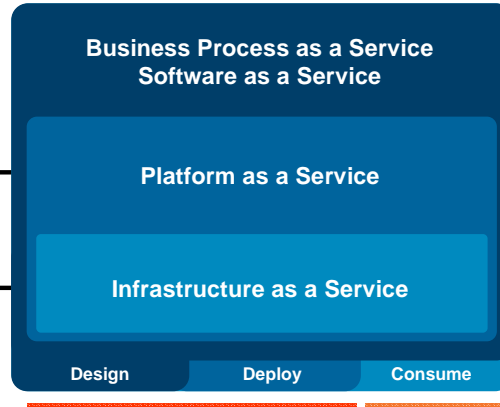 Business Process as a Service
Software as a Service
Platform as a Service
Infrastructure as a Service
Design Deploy Consume